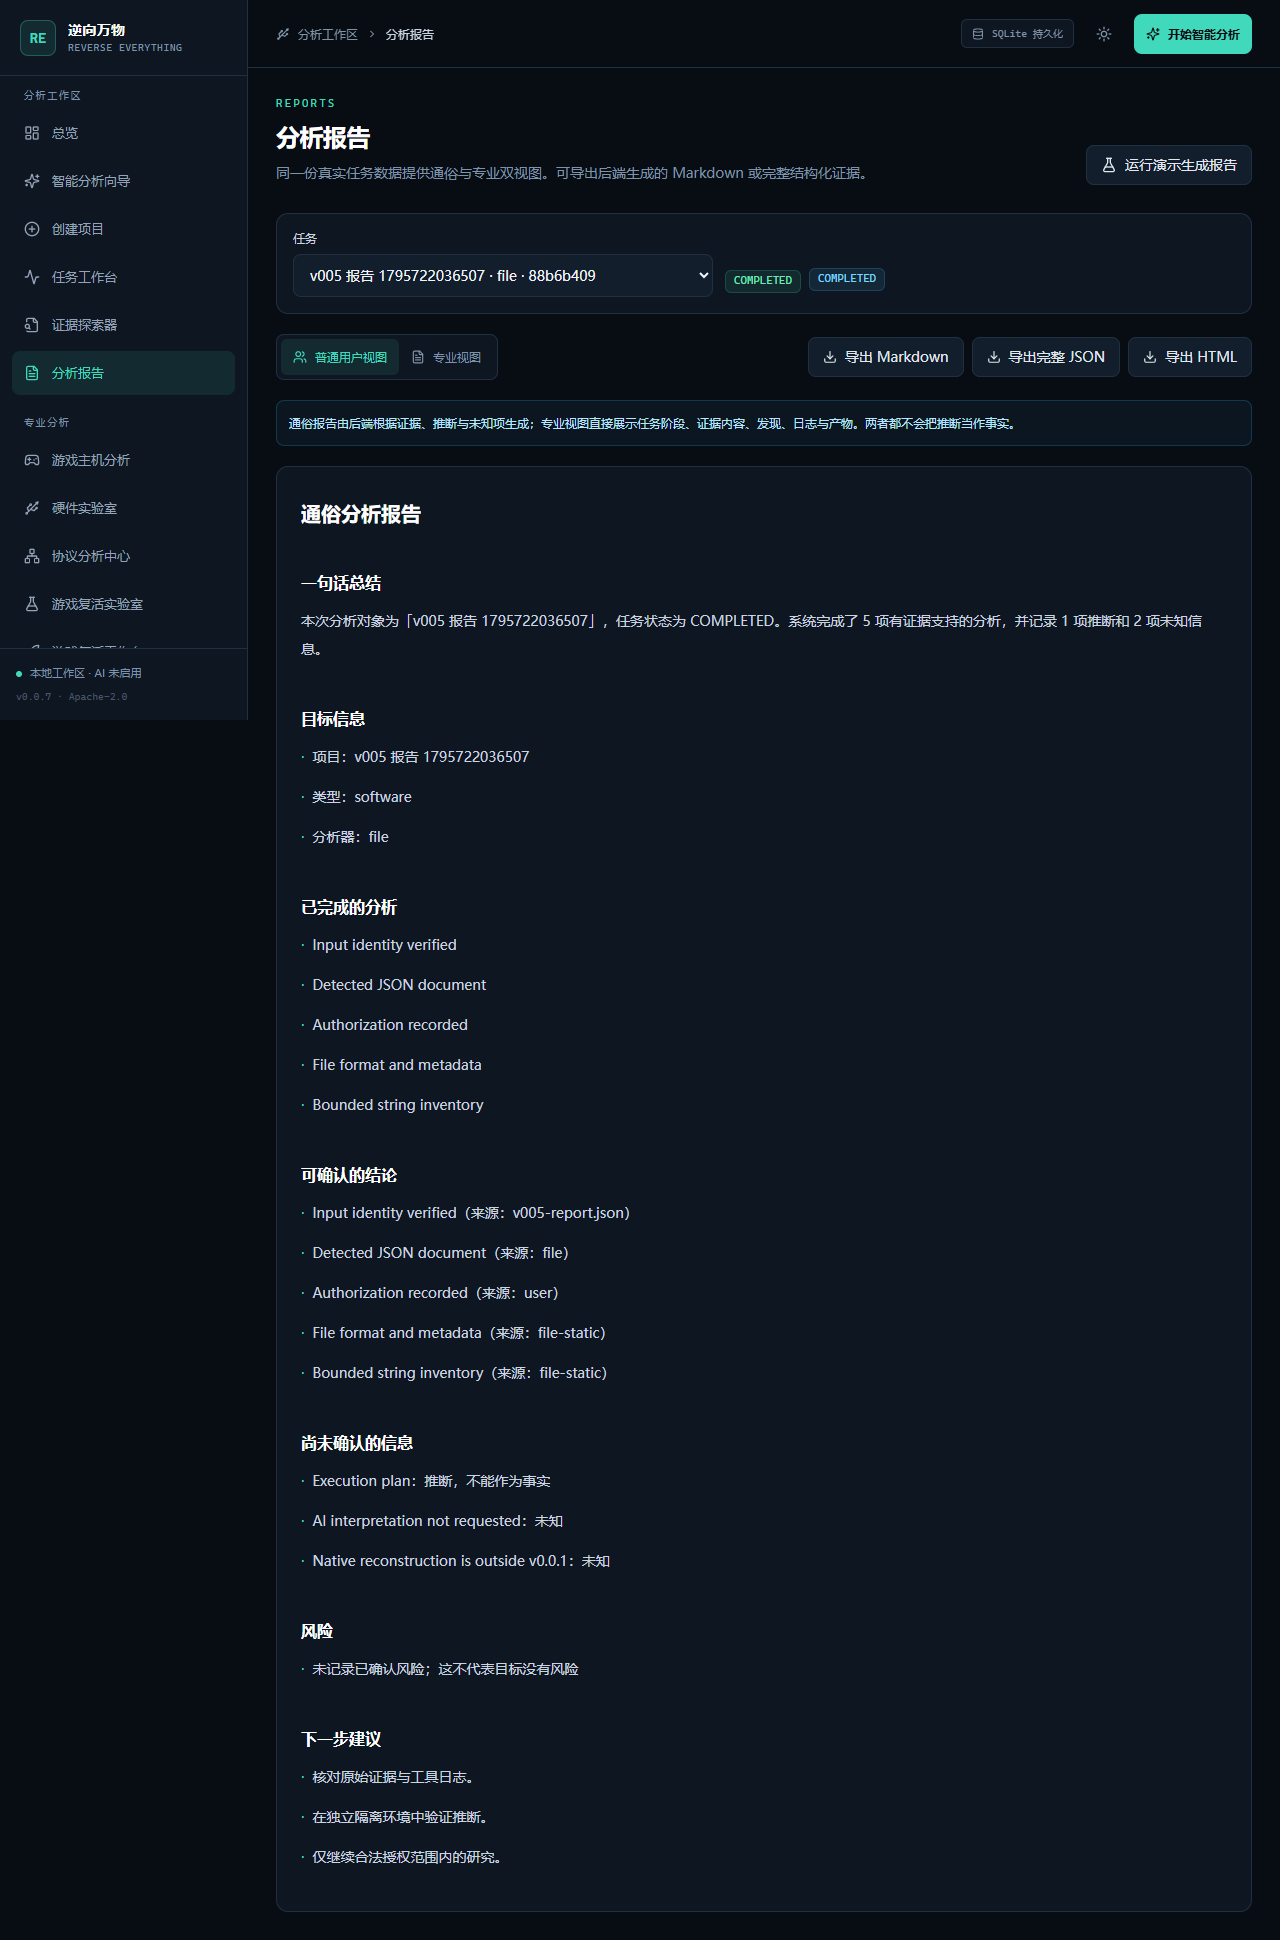 RE
逆向万物
REVERSE EVERYTHING
分析工作区
总览
智能分析向导
创建项目
任务工作台
证据探索器
分析报告
专业分析
游戏主机分析
硬件实验室
协议分析中心
游戏复活实验室
本地工作区 · AI 未启用
v0.0.7 · Apache-2.0
分析工作区 > 分析报告
SQLite 持久化
开始智能分析
REPORTS
分析报告
同一份真实任务数据提供通俗与专业双视图。可导出后端生成的 Markdown 或完整结构化证据。
运行演示生成报告
任务
v005 报告 1795722036507 · file · 88b6b409
COMPLETED
COMPLETED
普通用户视图
专业视图
导出 Markdown
导出完整 JSON
导出 HTML
通俗报告由后端根据证据、推断与未知项生成；专业视图直接展示任务阶段、证据内容、发现、日志与产物。两者都不会把推断当作事实。
通俗分析报告
一句话总结
本次分析对象为「v005 报告 1795722036507」，任务状态为 COMPLETED。系统完成了 5 项有证据支持的分析，并记录 1 项推断和 2 项未知信
息。
目标信息
· 项目：v005 报告 1795722036507
· 类型：software
· 分析器：file
已完成的分析
· Input identity verified
· Detected JSON document
· Authorization recorded
· File format and metadata
· Bounded string inventory
可确认的结论
· Input identity verified（来源：v005-report.json）
· Detected JSON document（来源：file）
· Authorization recorded（来源：user）
· File format and metadata（来源：file-static）
· Bounded string inventory（来源：file-static）
尚未确认的信息
· Execution plan：推断，不能作为事实
· AI interpretation not requested：未知
· Native reconstruction is outside v0.0.1：未知
风险
· 未记录已确认风险；这不代表目标没有风险
下一步建议
· 核对原始证据与工具日志。
· 在独立隔离环境中验证推断。
· 仅继续合法授权范围内的研究。